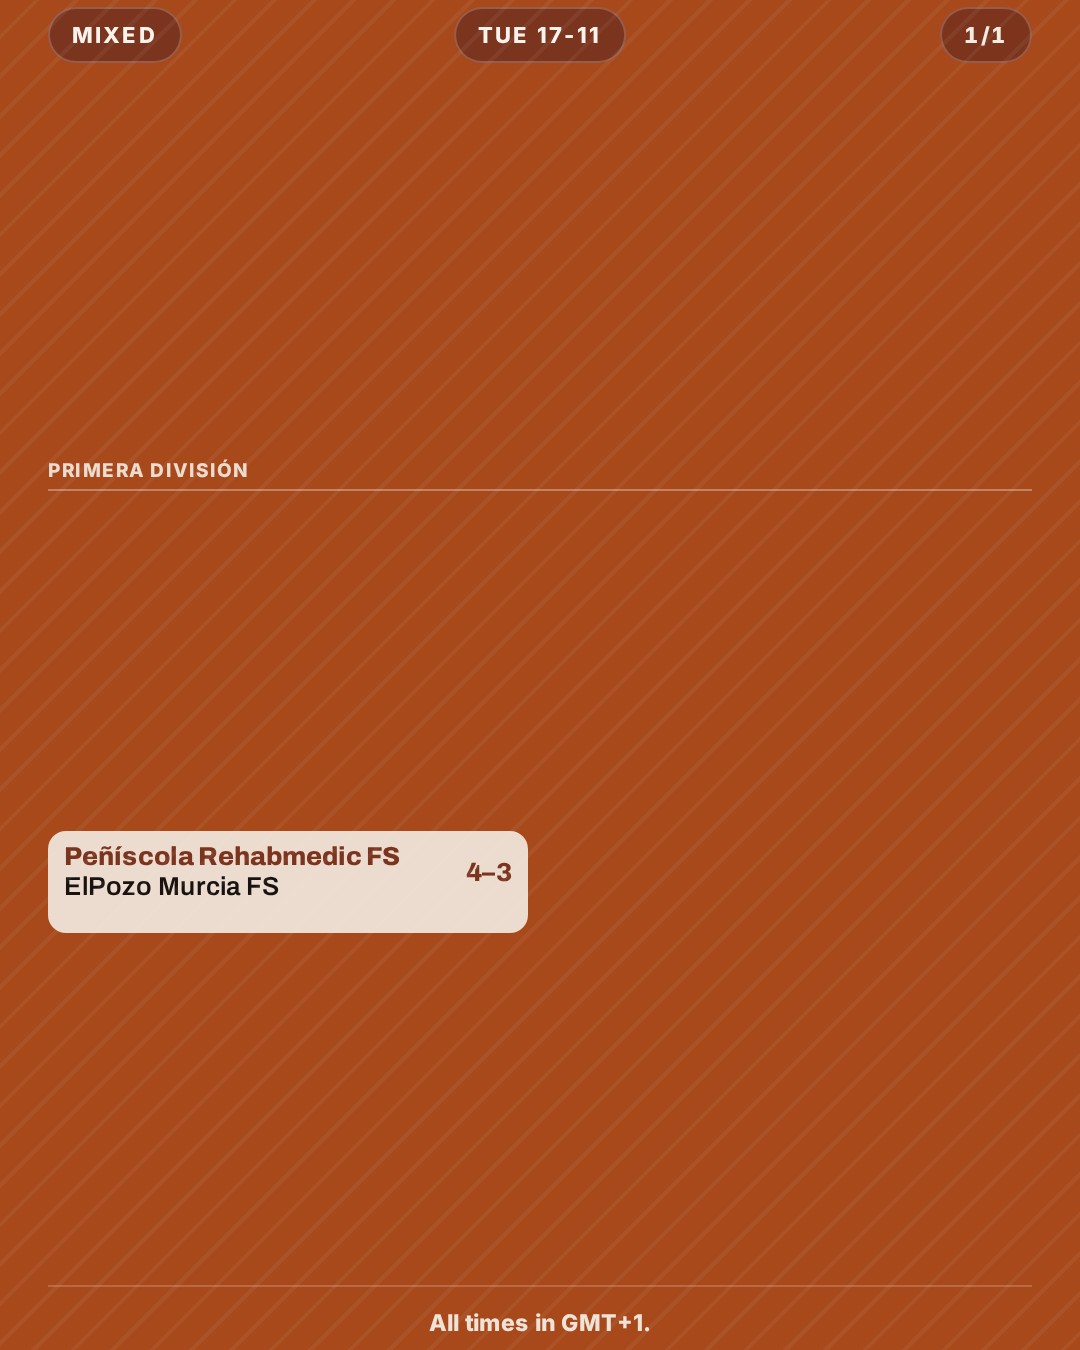 MIXED
TUE 17-11
1/1
PRIMERA DIVISIÓN
Peñíscola Rehabmedic FS
ElPozo Murcia FS
4–3
All times in GMT+1.